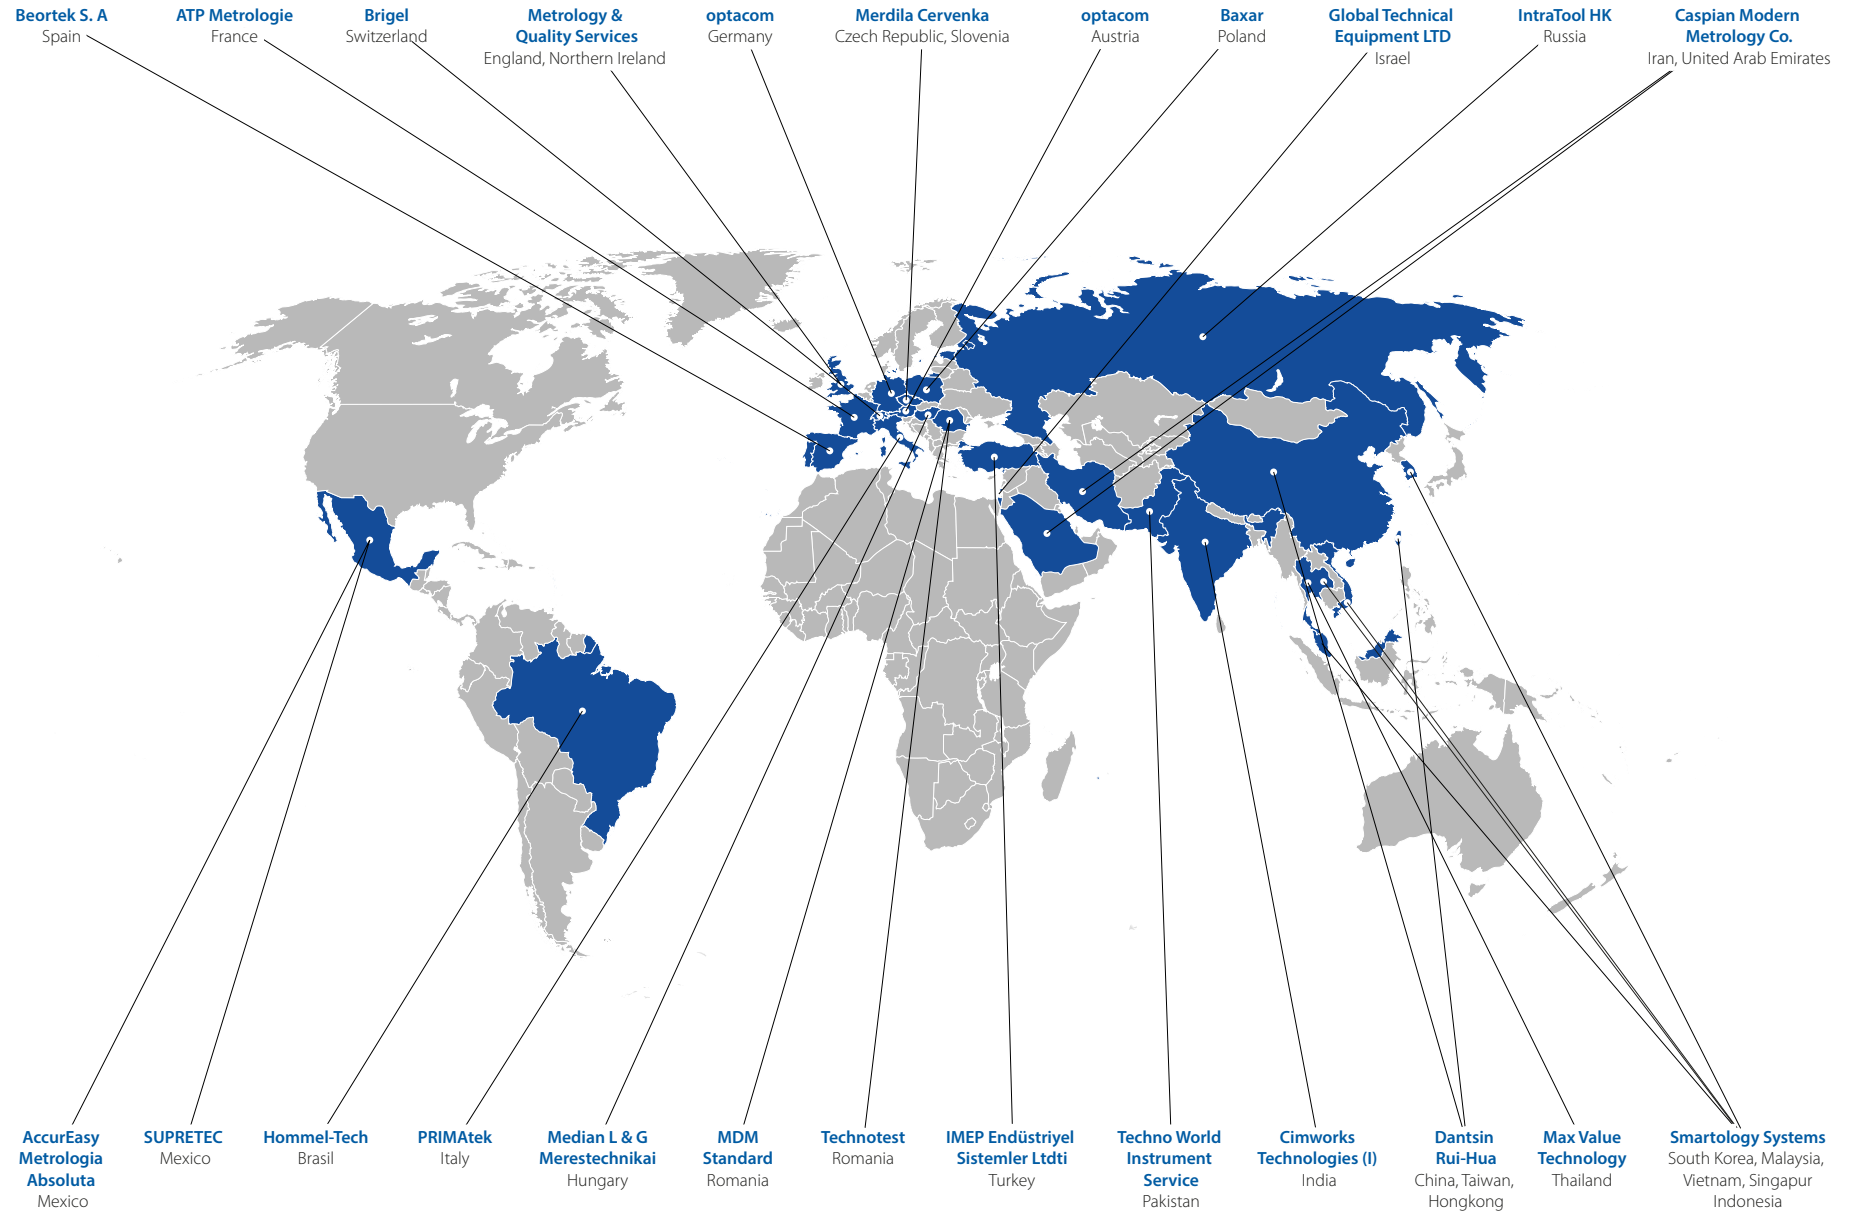 Beortek S. A
Spain
ATP Metrologie
France
Brigel
Switzerland
Metrology &
Quality Services
England, Northern Ireland
optacom
Germany
Merdila Cervenka
Czech Republic, Slovenia
optacom
Austria
Baxar
Poland
Global Technical
Equipment LTD
Israel
IntraTool HK
Russia
Caspian Modern
Metrology Co.
Iran, United Arab Emirates
AccurEasy
Metrologia
Absoluta
Mexico
SUPRETEC
Mexico
Hommel-Tech
Brasil
PRIMAtek
Italy
Median L & G
Merestechnikai
Hungary
MDM
Standard
Romania
Technotest
Romania
IMEP Endüstriyel
Sistemler Ltdti
Turkey
Techno World
Instrument
Service
Pakistan
Cimworks
Technologies (I)
India
Dantsin
Rui-Hua
China, Taiwan,
Hongkong
Max Value
Technology
Thailand
Smartology Systems
South Korea, Malaysia,
Vietnam, Singapur
Indonesia